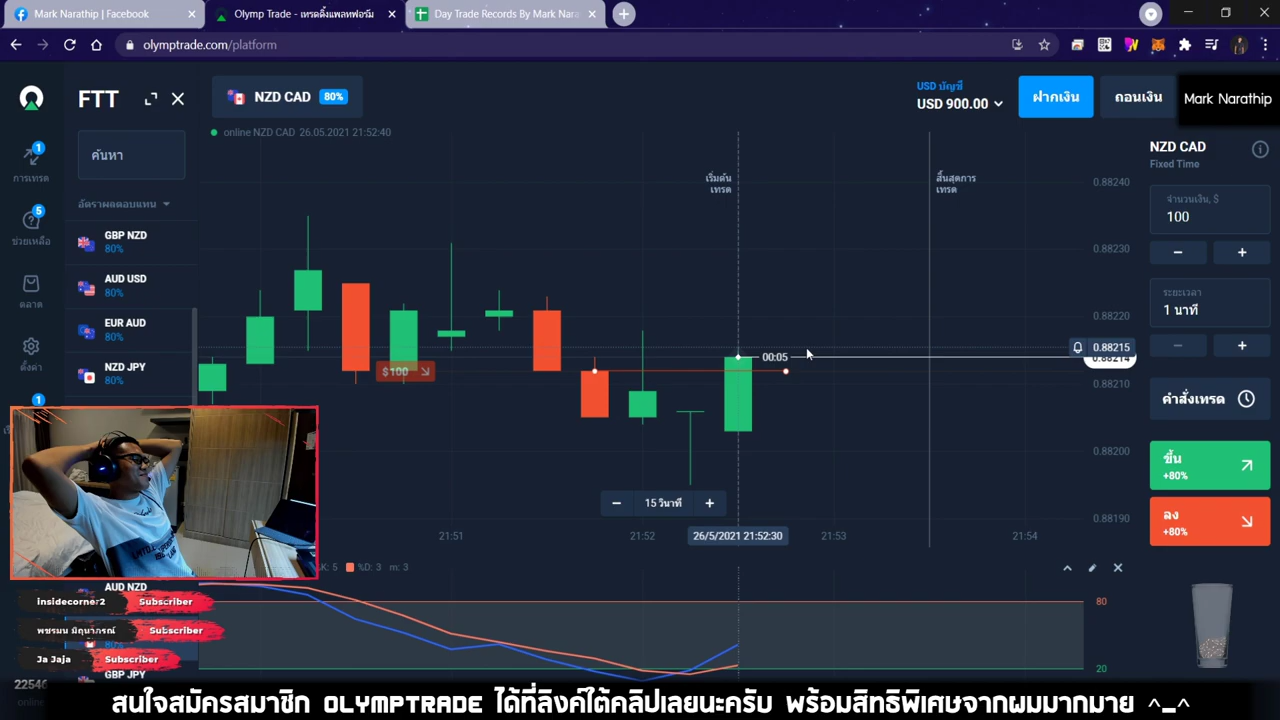 Mark Narathip | Facebook
Olymp Trade - เทรดดิ้งแพลทฟอร์ม
Day Trade Records By Mark Nara
olymptrade.com/platform
FTT
NZD CAD 80%
USD บัญชี
USD 900.00
ฝากเงิน
ถอนเงิน
Mark Narathip
online NZD CAD 26.05.2021 21:52:40
1
การเทรด
ค้นหา
อัตราผลตอบแทน
5
ช่วยเหลือ
ตลาด
ตั้งค่า
1
GBP NZD
80%
AUD USD
80%
EUR AUD
80%
NZD JPY
80%
เริ่มต้น
เทรด
สิ้นสุดการ
เทรด
0.88240
0.88230
0.88220
0.88215
0.88214
0.88210
0.88200
0.88190
00:05
$100
15 วินาที
21:51
21:52
26/5/2021 21:52:30
21:53
21:54
NZD CAD
Fixed Time
จำนวนเงิน, $
100
ระยะเวลา
1 นาที
คำสั่งเทรด
ขึ้น
+80%
ลง
+80%
K: 5 %D: 3 m: 3
80
20
AUD NZD
insidecorner2 Subscriber
พชรมน มิถุนาภรณ์ Subscriber
Ja Jaja Subscriber
GBP JPY
22546
online
สนใจสมัครสมาชิก OLYMPTRADE ได้ที่ลิงค์ใต้คลิปเลยนะครับ พร้อมสิทธิพิเศษจากผมมากมาย ^_^